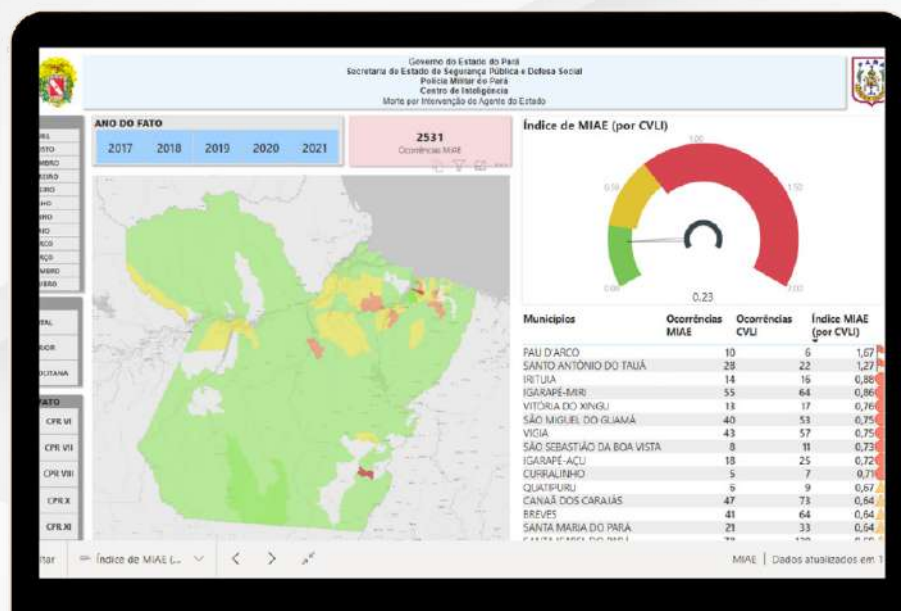 Governo do Estado do Pará
Secretaria de Estado de Segurança Pública e Defesa Social
Polícia Militar do Pará
Centro de Inteligência
Morte por Intervenção de Agente do Estado
ANO DO FATO
2017 2018 2019 2020 2021
2531
Ocorrências MIAE
Índice de MIAE (por CVLI)
0.00
0.50
1.00
1.50
2.00
0.23
Municípios Ocorrências MIAE Ocorrências CVLI Índice MIAE (por CVLI)
PAU D'ARCO 10 6 1,67
SANTO ANTÔNIO DO TAUÁ 28 22 1,27
IRITUIA 14 16 0,88
IGARAPÉ-MIRI 55 64 0,86
VITÓRIA DO XINGU 13 17 0,76
SÃO MIGUEL DO GUAMÁ 40 53 0,75
VIGIA 43 57 0,75
SÃO SEBASTIÃO DA BOA VISTA 8 11 0,73
IGARAPÉ-AÇU 18 25 0,72
CURRALINHO 5 7 0,71
QUATIPURU 6 9 0,67
CANAÃ DOS CARAJÁS 47 73 0,64
BREVES 41 64 0,64
SANTA MARIA DO PARÁ 21 33 0,64
CPR VI
CPR VII
CPR VIII
CPR X
CPR XI
Índice de MIAE (...
MIAE | Dados atualizados em 1